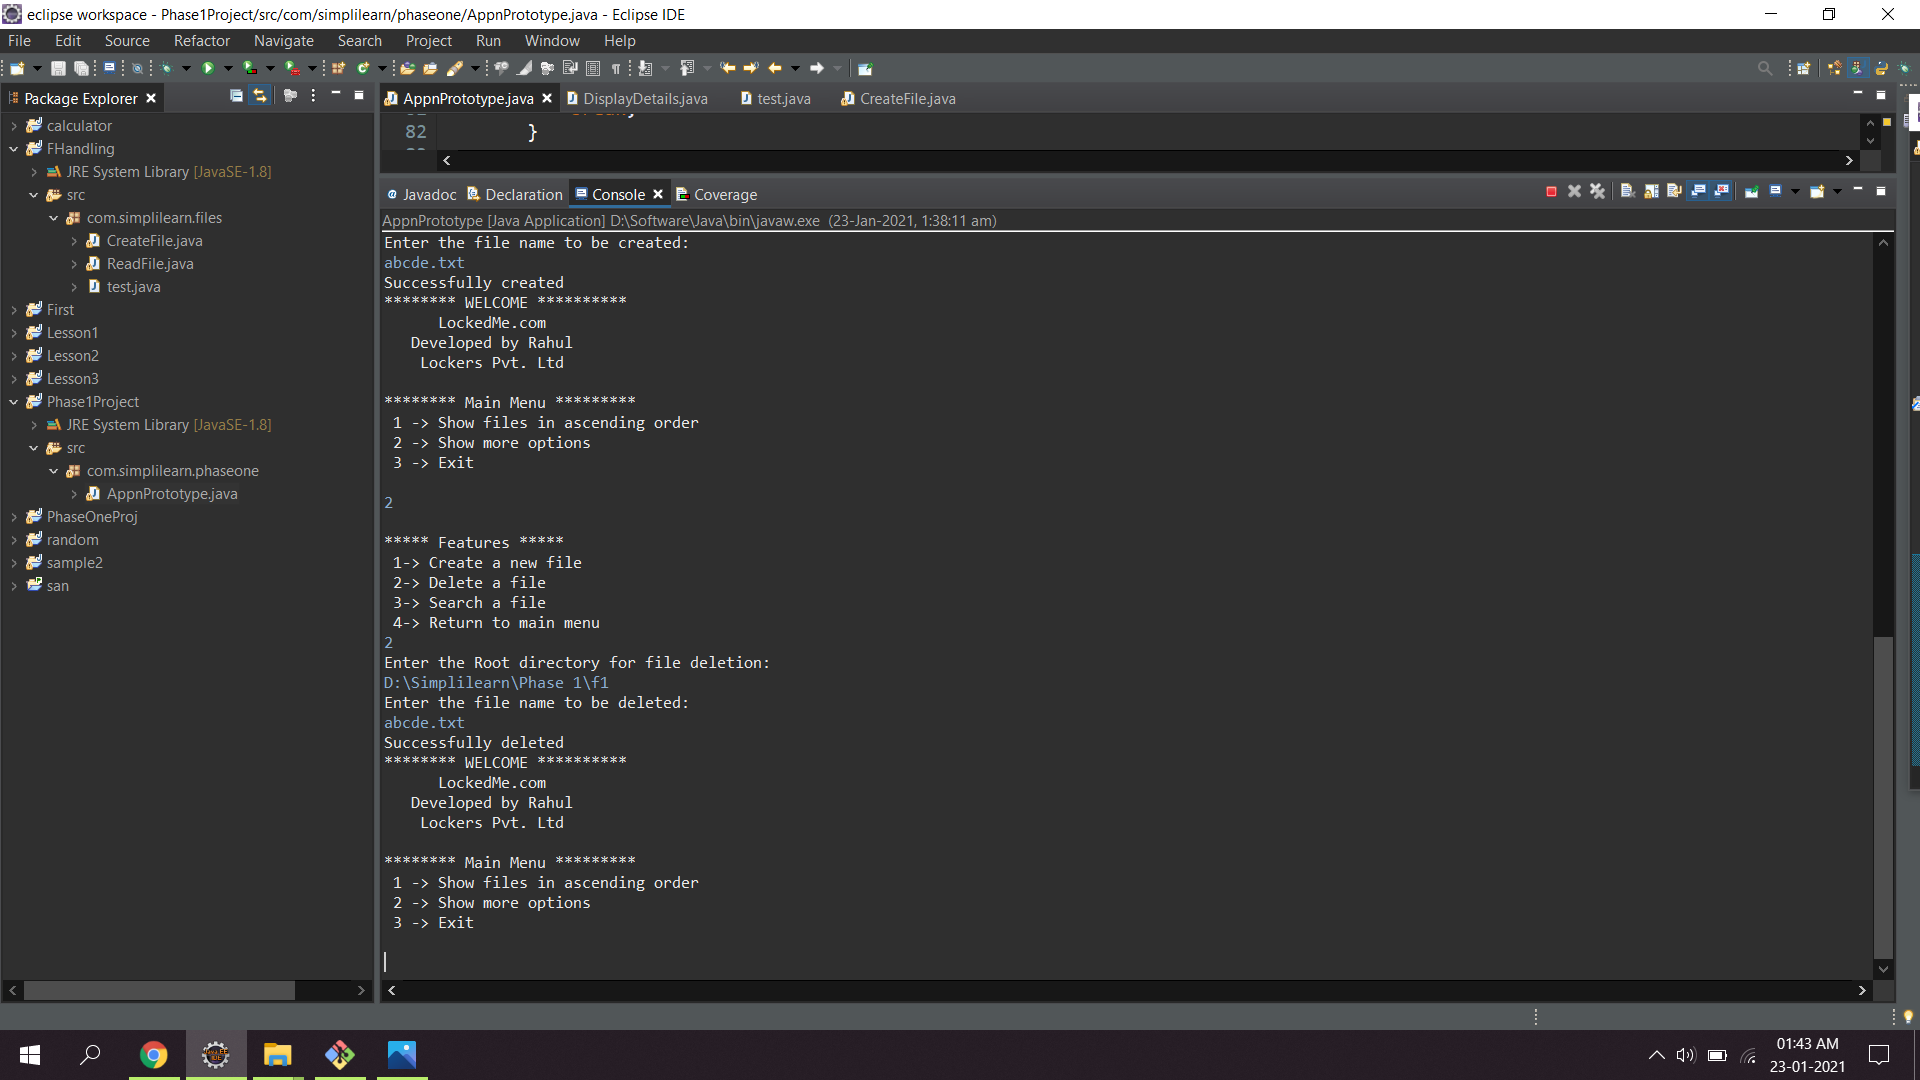 eclipse workspace - Phase1Project/src/com/simplilearn/phaseone/AppnPrototype.java - Eclipse IDE
File Edit Source Refactor Navigate Search Project Run Window Help
Package Explorer
AppnPrototype.java DisplayDetails.java test.java CreateFile.java
calculator
FHandling
JRE System Library [JavaSE-1.8]
src
com.simplilearn.files
CreateFile.java
ReadFile.java
test.java
First
Lesson1
Lesson2
Lesson3
Phase1Project
JRE System Library [JavaSE-1.8]
src
com.simplilearn.phaseone
AppnPrototype.java
PhaseOneProj
random
sample2
san
82 }
Javadoc Declaration Console Coverage
AppnPrototype [Java Application] D:\Software\Java\bin\javaw.exe (23-Jan-2021, 1:38:11 am)
Enter the file name to be created:
abcde.txt
Successfully created
******** WELCOME **********
LockedMe.com
Developed by Rahul
Lockers Pvt. Ltd
******** Main Menu *********
1 -> Show files in ascending order
2 -> Show more options
3 -> Exit
2
***** Features *****
1-> Create a new file
2-> Delete a file
3-> Search a file
4-> Return to main menu
2
Enter the Root directory for file deletion:
D:\Simplilearn\Phase 1\f1
Enter the file name to be deleted:
abcde.txt
Successfully deleted
******** WELCOME **********
LockedMe.com
Developed by Rahul
Lockers Pvt. Ltd
******** Main Menu *********
1 -> Show files in ascending order
2 -> Show more options
3 -> Exit
01:43 AM
23-01-2021